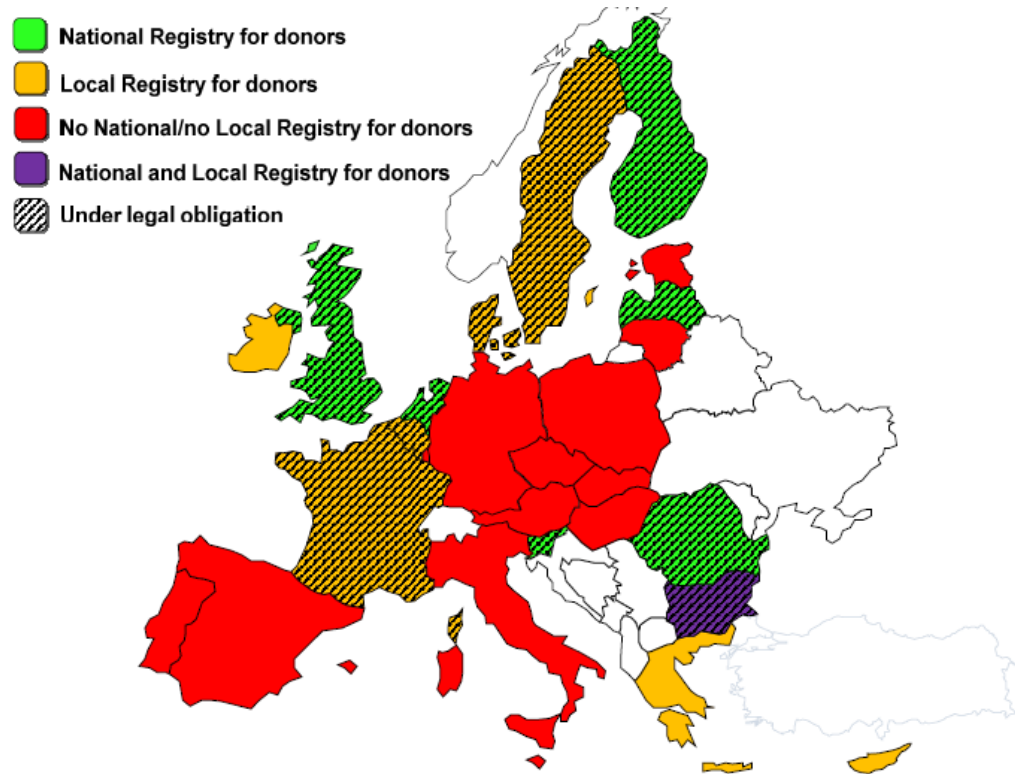 National Registry for donors
Local Registry for donors
No National/no Local Registry for donors
National and Local Registry for donors
Under legal obligation